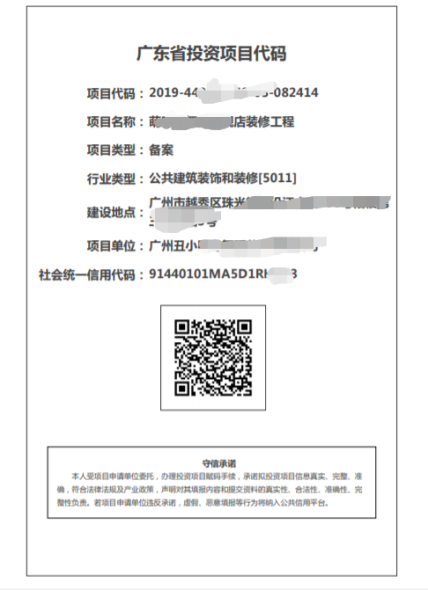 广东省投资项目代码
项目代码：2019-44 -082414
项目名称： 店装修工程
项目类型：备案
行业类型：公共建筑装饰和装修[5011]
建设地点：广州市越秀区珠光
号
项目单位：广州丑小
社会统一信用代码：91440101MA5D1R 3
守信承诺
本人受项目申请单位委托，办理投资项目赋码手续，承诺拟投资项目信息真实、完整、准
确，符合法律法规及产业政策，声明对其填报内容和提交资料的真实性、合法性、准确性、完
整性负责。若项目申请单位违反承诺，虚假、恶意填报等行为将纳入公共信用平台。